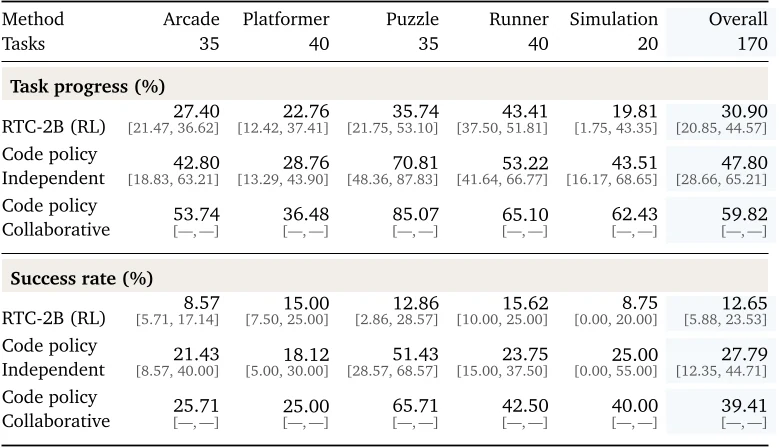 Method Arcade Platformer Puzzle Runner Simulation Overall
Tasks 35 40 35 40 20 170
Task progress (%)
RTC-2B (RL) 27.40 22.76 35.74 43.41 19.81 30.90
[21.47, 36.62] [12.42, 37.41] [21.75, 53.10] [37.50, 51.81] [1.75, 43.35] [20.85, 44.57]
Code policy
Independent 42.80 28.76 70.81 53.22 43.51 47.80
[18.83, 63.21] [13.29, 43.90] [48.36, 87.83] [41.64, 66.77] [16.17, 68.65] [28.66, 65.21]
Code policy
Collaborative 53.74 36.48 85.07 65.10 62.43 59.82
[—, —] [—, —] [—, —] [—, —] [—, —] [—, —]
Success rate (%)
RTC-2B (RL) 8.57 15.00 12.86 15.62 8.75 12.65
[5.71, 17.14] [7.50, 25.00] [2.86, 28.57] [10.00, 25.00] [0.00, 20.00] [5.88, 23.53]
Code policy
Independent 21.43 18.12 51.43 23.75 25.00 27.79
[8.57, 40.00] [5.00, 30.00] [28.57, 68.57] [15.00, 37.50] [0.00, 55.00] [12.35, 44.71]
Code policy
Collaborative 25.71 25.00 65.71 42.50 40.00 39.41
[—, —] [—, —] [—, —] [—, —] [—, —] [—, —]